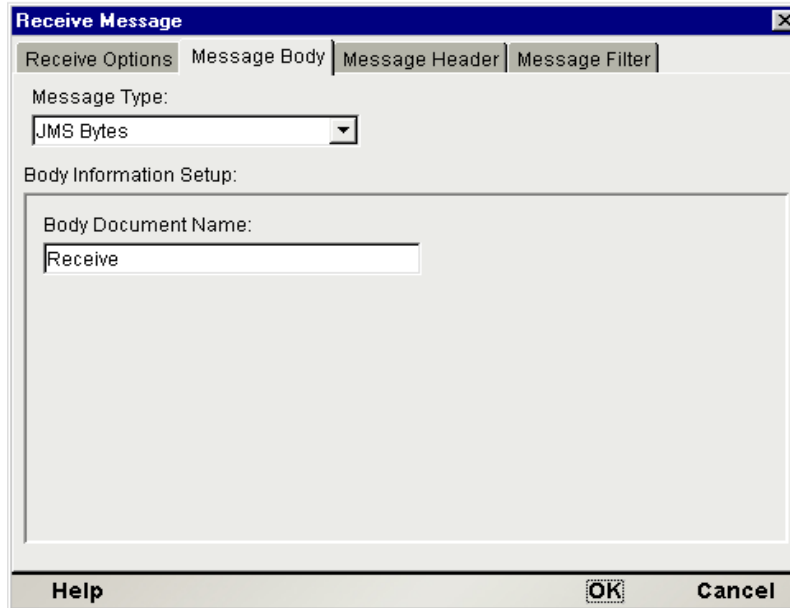 Receive Message
Receive Options Message Body Message Header Message Filter
Message Type:
JMS Bytes
Body Information Setup:
Body Document Name:
Receive
Help OK Cancel